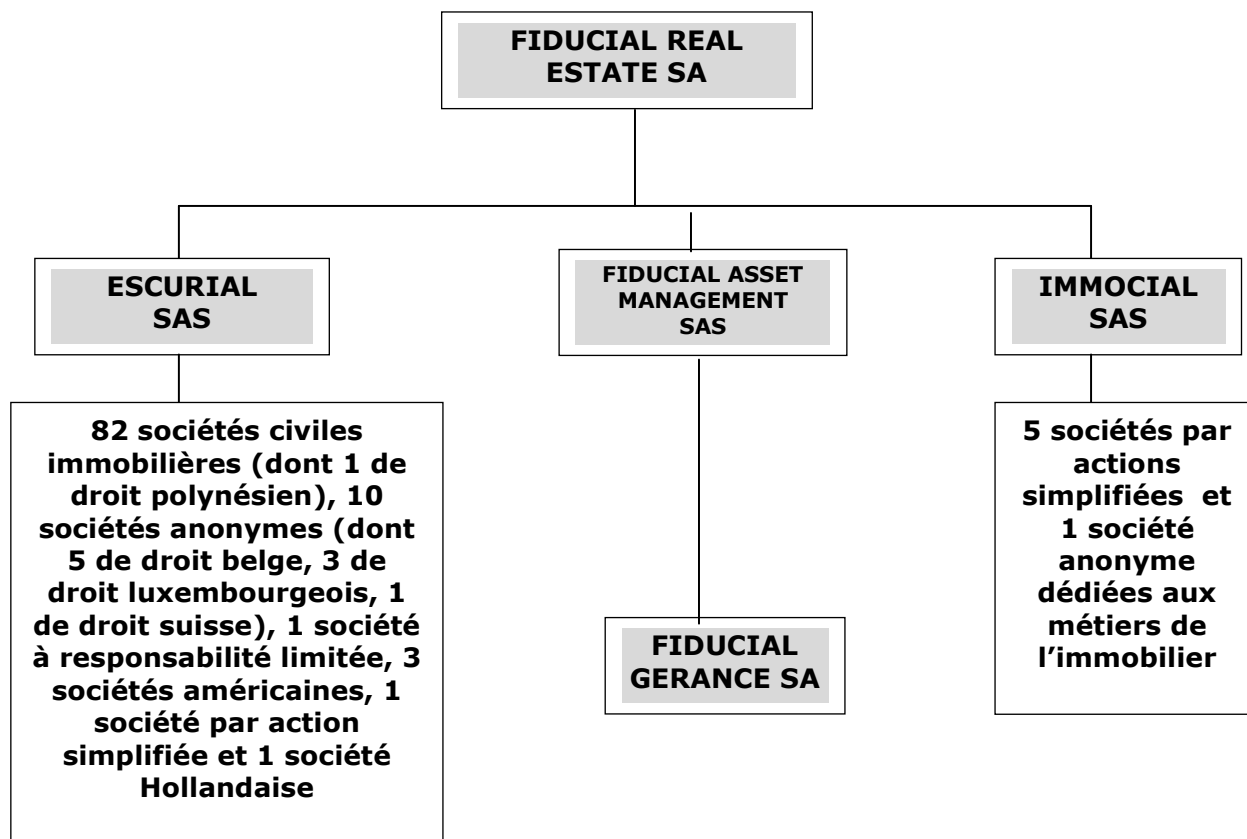 FIDUCIAL REAL
ESTATE SA
ESCURIAL
SAS
FIDUCIAL ASSET
MANAGEMENT
SAS
IMMOCIAL
SAS
82 sociétés civiles
immobilières (dont 1 de
droit polynésien), 10
sociétés anonymes (dont
5 de droit belge, 3 de
droit luxembourgeois, 1
de droit suisse), 1 société
à responsabilité limitée, 3
sociétés américaines, 1
société par action
simplifiée et 1 société
Hollandaise
FIDUCIAL
GERANCE SA
5 sociétés par
actions
simplifiées et
1 société
anonyme
dédiées aux
métiers de
l’immobilier